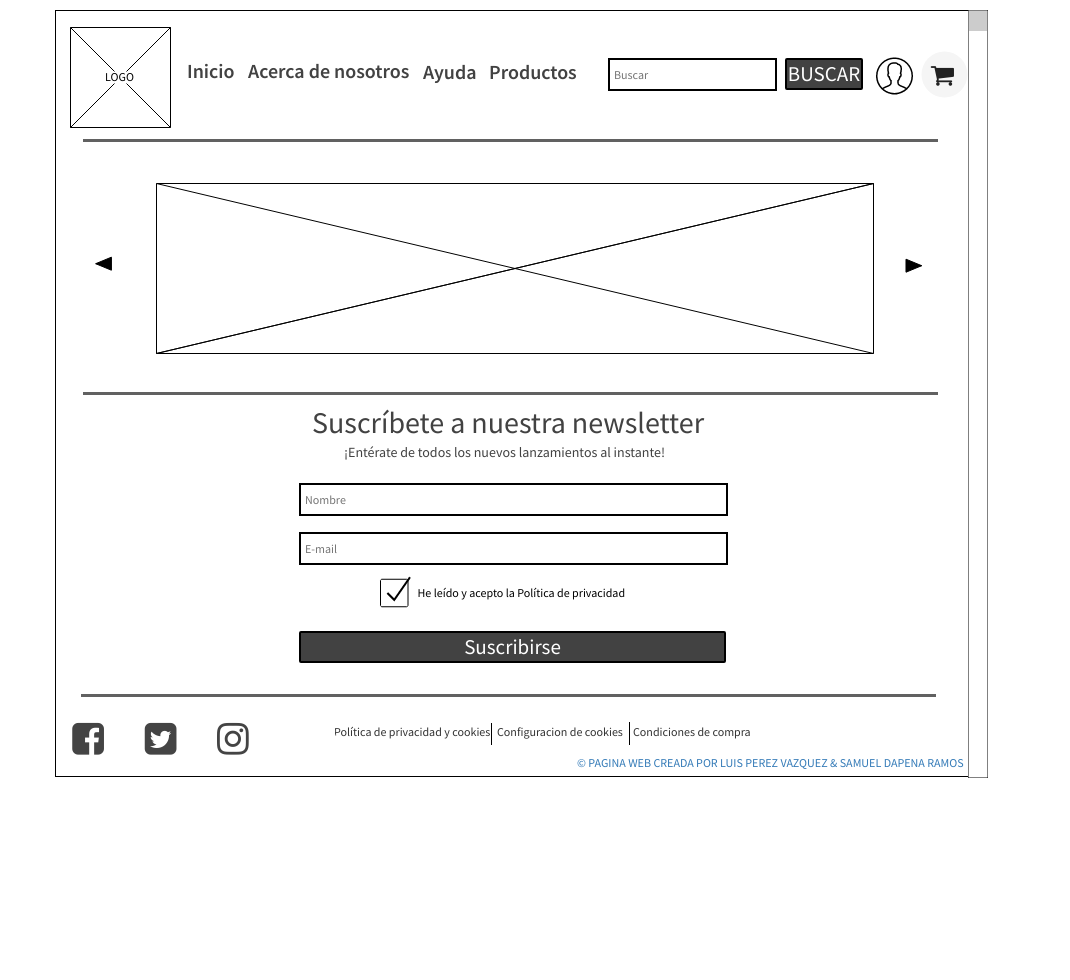 LOGO
Inicio Acerca de nosotros Ayuda Productos
Buscar
BUSCAR
Suscríbete a nuestra newsletter
¡Entérate de todos los nuevos lanzamientos al instante!
Nombre
E-mail
He leído y acepto la Política de privacidad
Suscribirse
Política de privacidad y cookies
Configuracion de cookies
Condiciones de compra
© PAGINA WEB CREADA POR LUIS PEREZ VAZQUEZ & SAMUEL DAPENA RAMOS